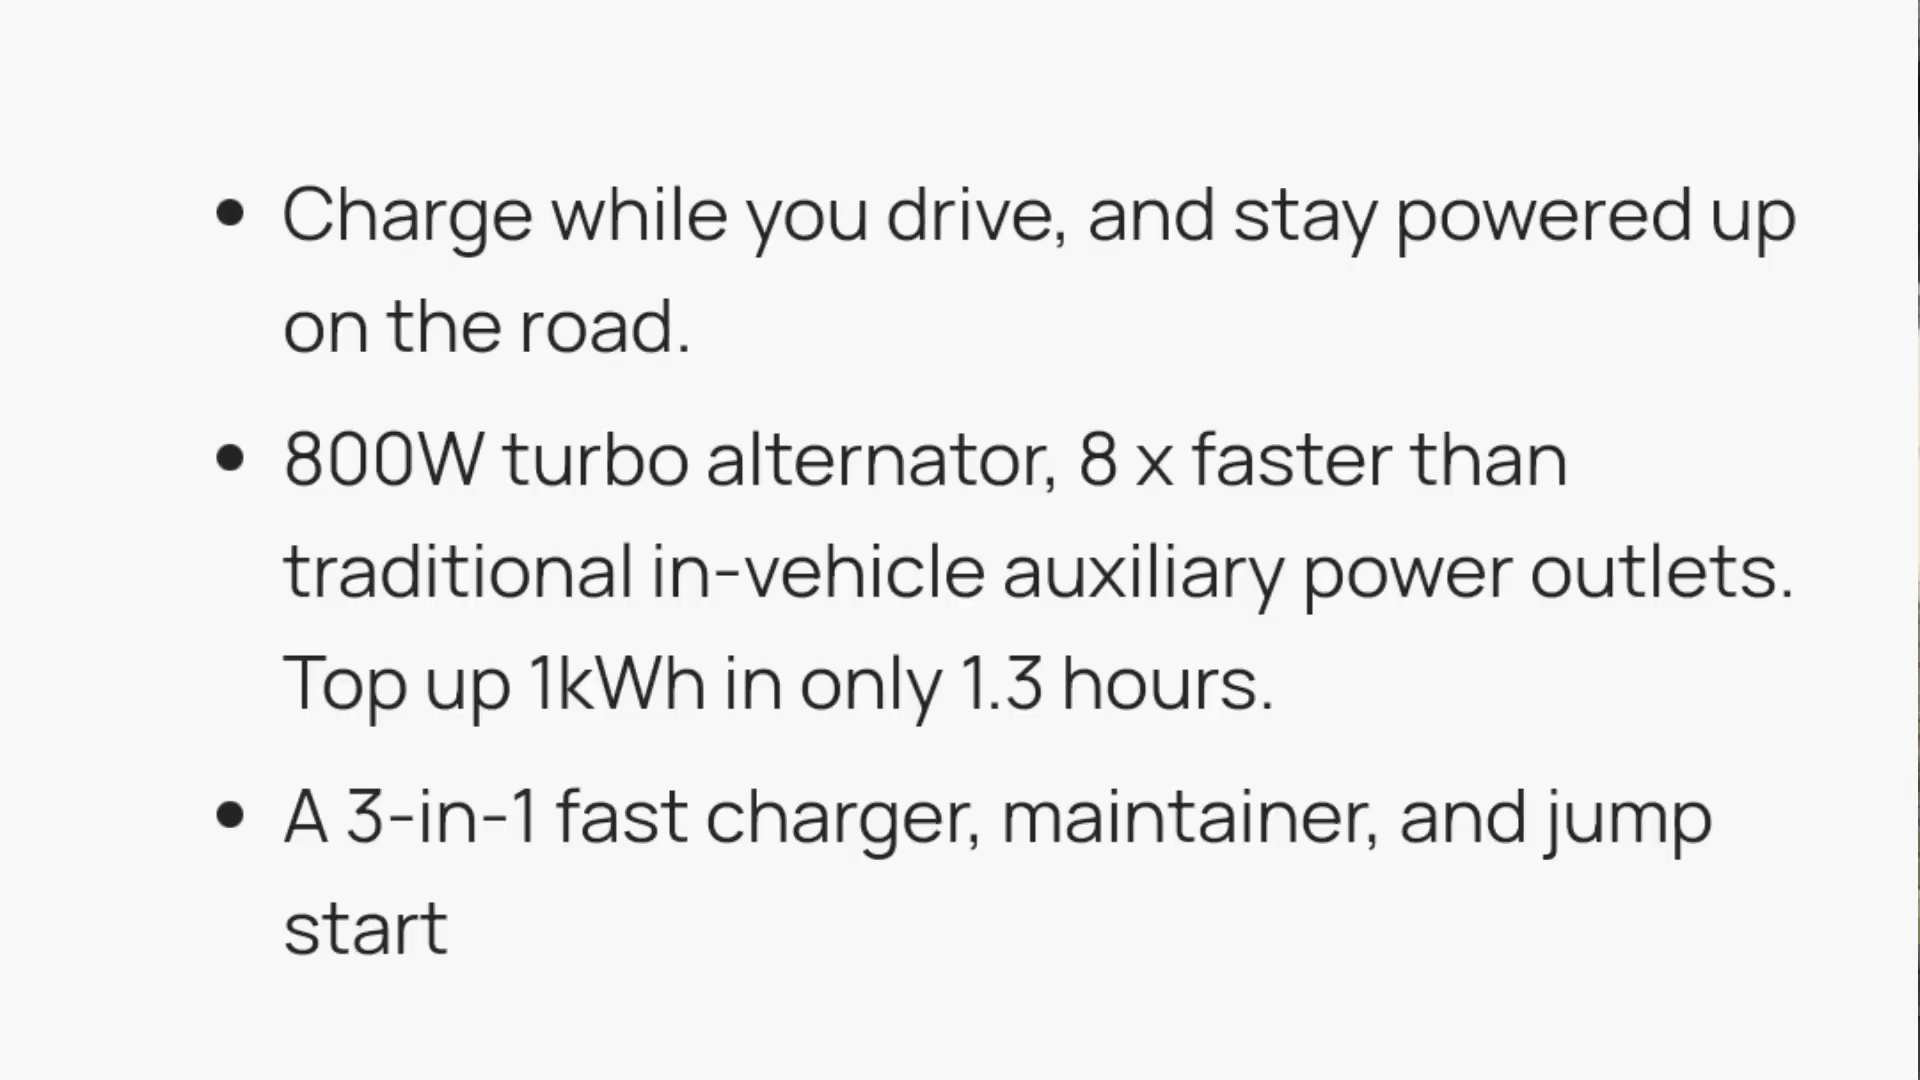 • Charge while you drive, and stay powered up
on the road.
• 800W turbo alternator, 8 x faster than
traditional in-vehicle auxiliary power outlets.
Top up 1kWh in only 1.3 hours.
• A 3-in-1 fast charger, maintainer, and jump
start